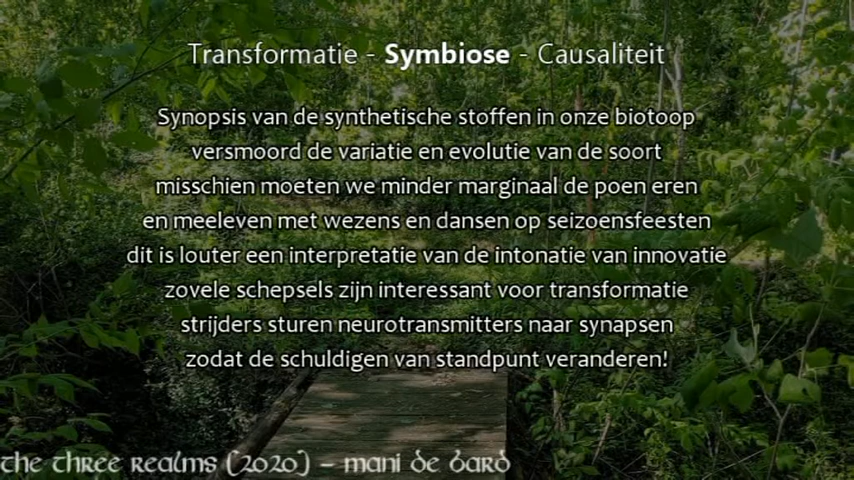 Transformatie - Symbiose - Causaliteit
Synopsis van de synthetische stoffen in onze biotoop
versmoord de variatie en evolutie van de soort
misschien moeten we minder marginaal de poen eren
en meeleven met wezens en dansen op seizoensfeesten
dit is louter een interpretatie van de intonatie van innovatie
zovele schepsels zijn interessant voor transformatie
strijders sturen neurotransmitters naar synapsen
zodat de schuldigen van standpunt veranderen!
the three realms (2020) - mani de bard